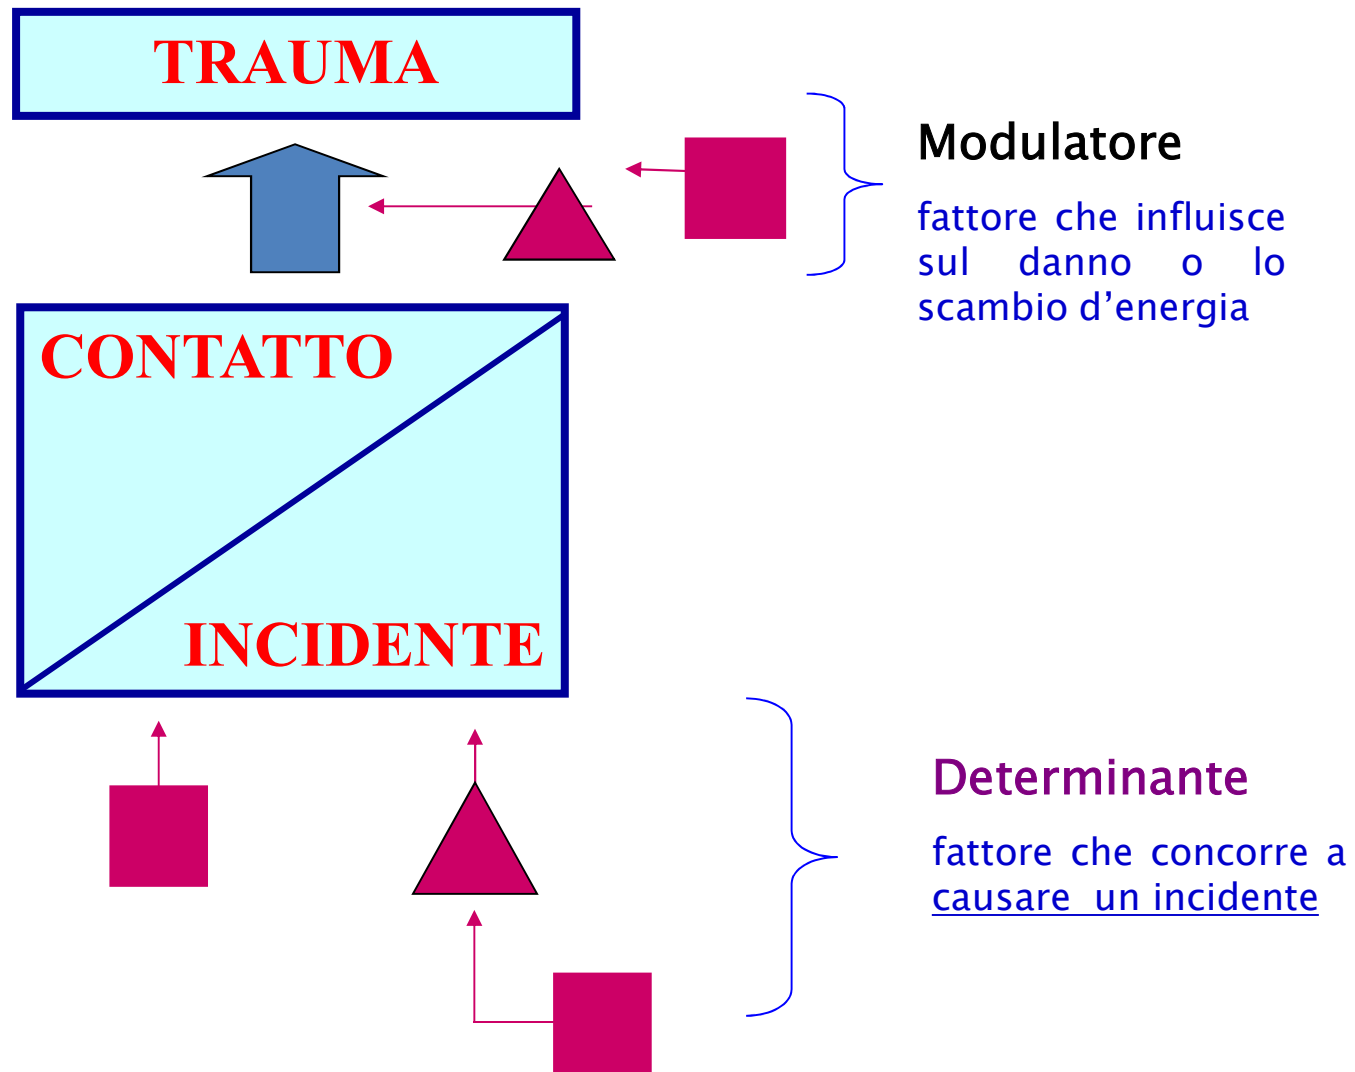 TRAUMA
Modulatore
fattore che influisce
sul danno o lo
scambio d’energia
CONTATTO
INCIDENTE
Determinante
fattore che concorre a
causare un incidente